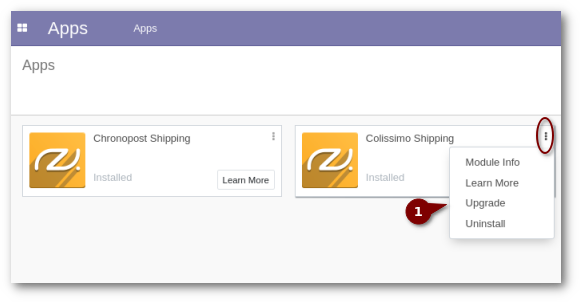 Apps
Apps
Apps
Chronopost Shipping
Installed
Learn More
Colissimo Shipping
Installed
Module Info
Learn More
Upgrade
Uninstall
1